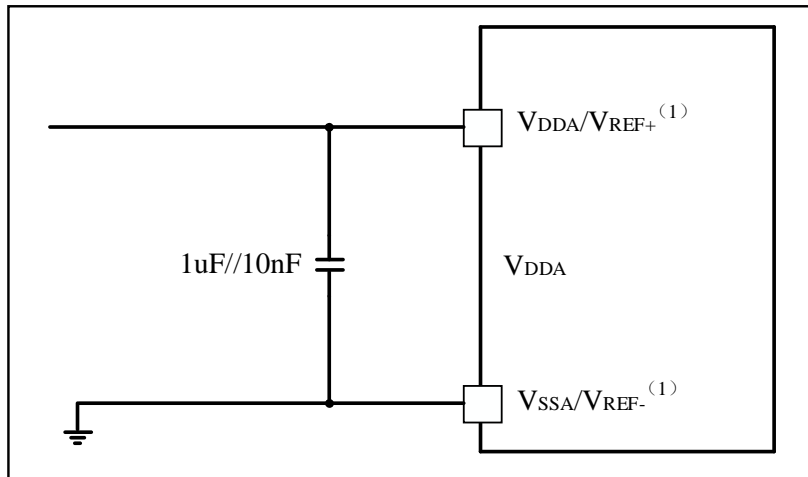 VDDA/VREF+（1）
1uF//10nF
VDDA
VSSA/VREF-（1）